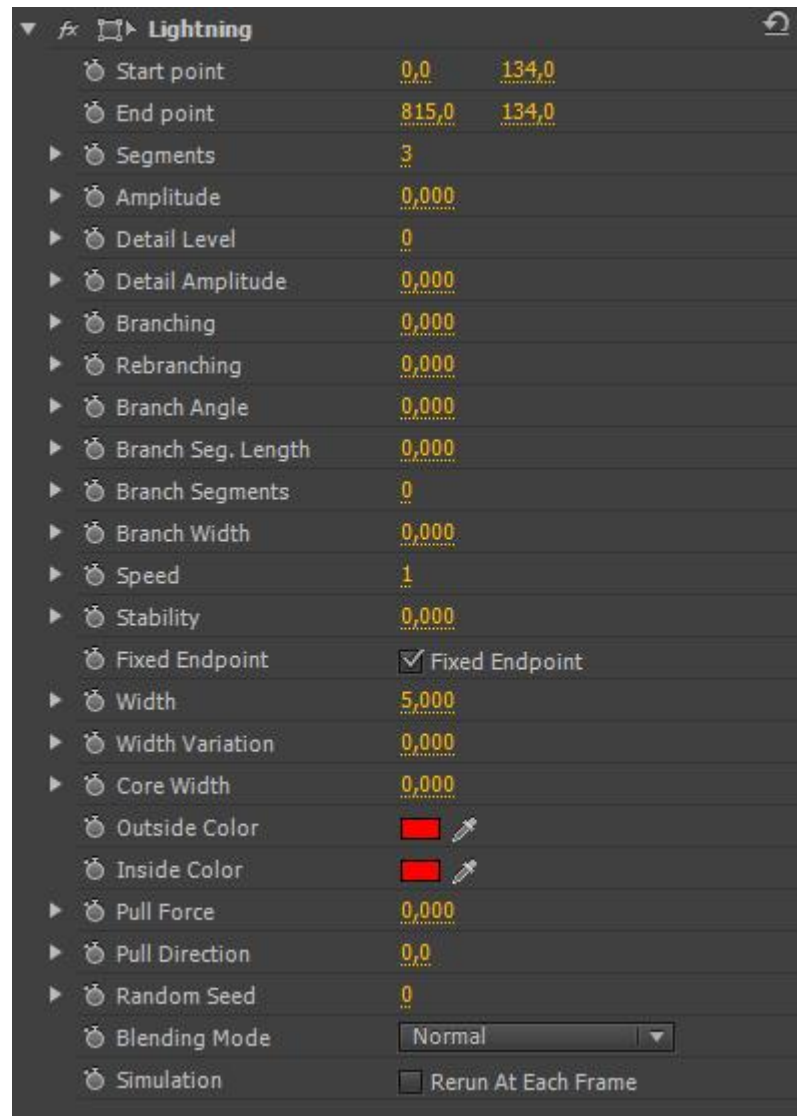 fx Lightning
Start point 0,0 134,0
End point 815,0 134,0
Segments 3
Amplitude 0,000
Detail Level 0
Detail Amplitude 0,000
Branching 0,000
Rebranching 0,000
Branch Angle 0,000
Branch Seg. Length 0,000
Branch Segments 0
Branch Width 0,000
Speed 1
Stability 0,000
Fixed Endpoint Fixed Endpoint
Width 5,000
Width Variation 0,000
Core Width 0,000
Outside Color
Inside Color
Pull Force 0,000
Pull Direction 0,0
Random Seed 0
Blending Mode Normal
Simulation Rerun At Each Frame